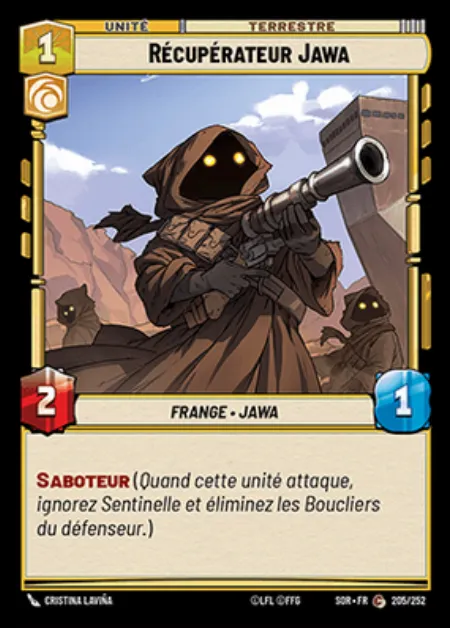 UNITÉ TERRESTRE
1 RÉCUPÉRATEUR JAWA
2 FRANGE • JAWA 1
SABOTEUR (Quand cette unité attaque,
ignorez Sentinelle et éliminez les Boucliers
du défenseur.)
CRISTINA LAVIÑA ©LFL ©FFG SOR • FR C 205/252